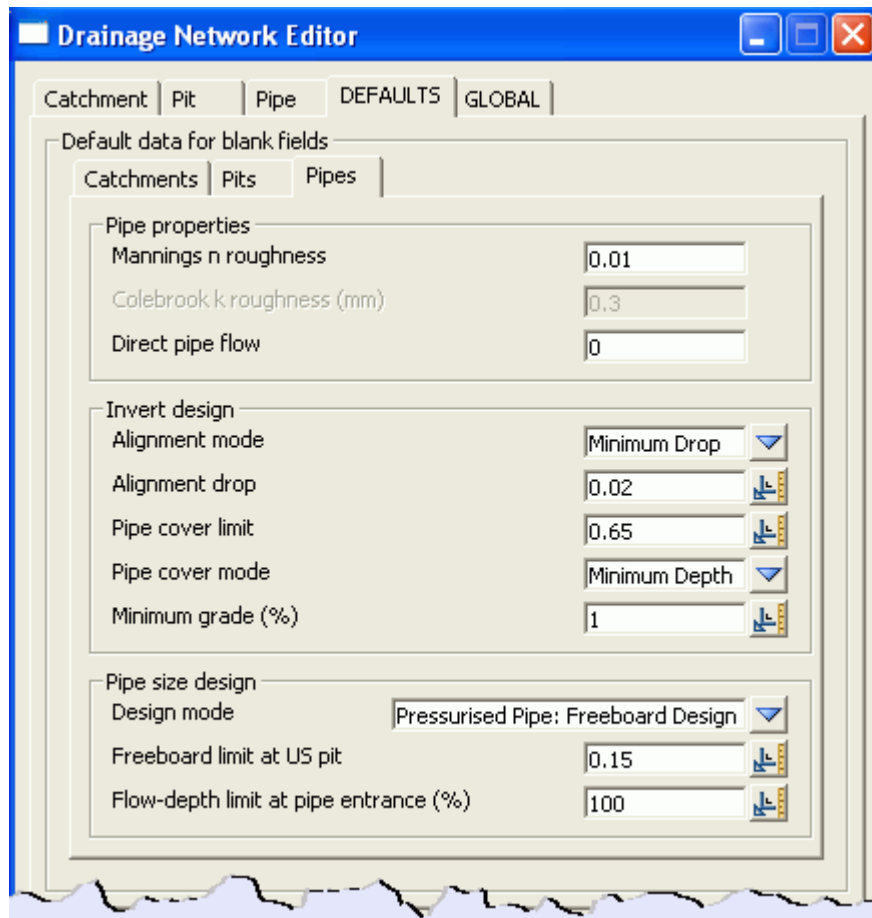 Drainage Network Editor
Catchment Pit Pipe DEFAULTS GLOBAL
Default data for blank fields
Catchments Pits Pipes
Pipe properties
Mannings n roughness 0.01
Colebrook k roughness (mm) 0.3
Direct pipe flow 0
Invert design
Alignment mode Minimum Drop
Alignment drop 0.02
Pipe cover limit 0.65
Pipe cover mode Minimum Depth
Minimum grade (%) 1
Pipe size design
Design mode Pressurised Pipe: Freeboard Design
Freeboard limit at US pit 0.15
Flow-depth limit at pipe entrance (%) 100